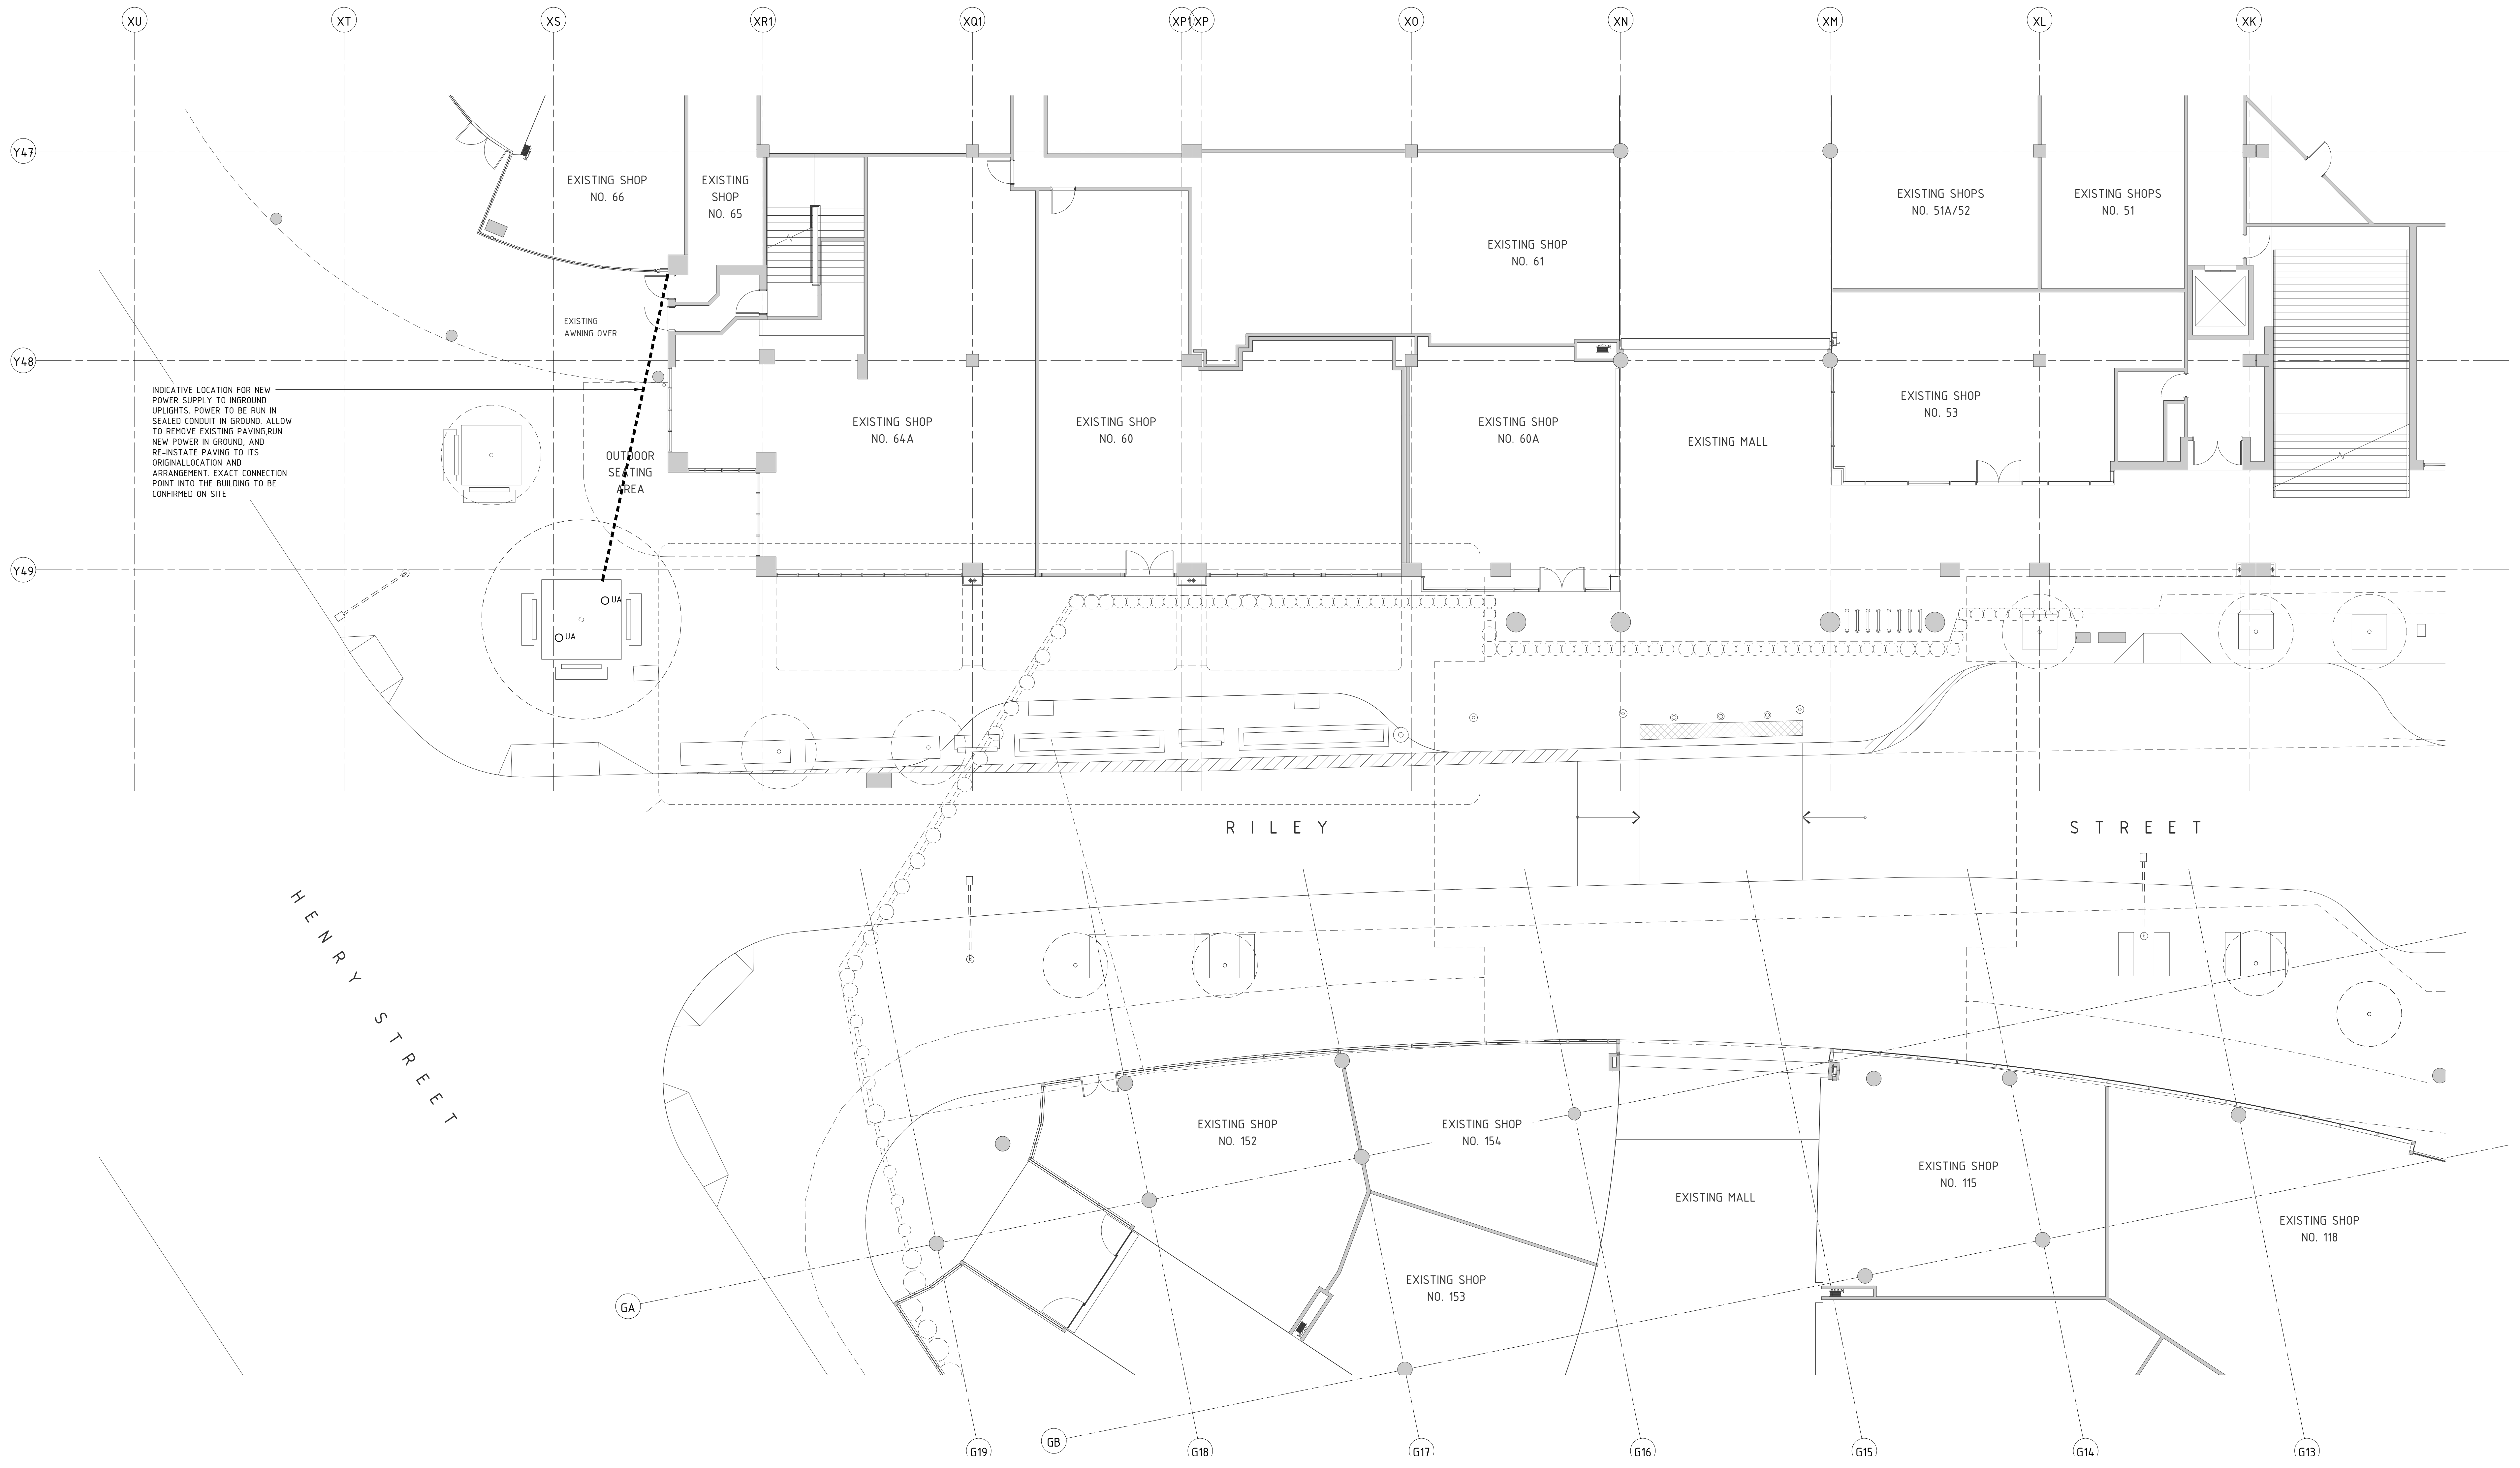 XU
XT
XS
XR1
XQ1
XP1
XP
XO
XN
XM
XL
XK
Y47
Y48
Y49
EXISTING SHOP
NO. 66
EXISTING
SHOP
NO. 65
EXISTING SHOPS
NO. 51A/52
EXISTING SHOPS
NO. 51
EXISTING SHOP
NO. 61
EXISTING
AWNING OVER
INDICATIVE LOCATION FOR NEW
POWER SUPPLY TO INGROUND
UPLIGHTS. POWER TO BE RUN IN
SEALED CONDUIT IN GROUND. ALLOW
TO REMOVE EXISTING PAVING,RUN
NEW POWER IN GROUND, AND
RE-INSTATE PAVING TO ITS
ORIGINALLOCATION AND
ARRANGEMENT. EXACT CONNECTION
POINT INTO THE BUILDING TO BE
CONFIRMED ON SITE
OUTDOOR
SEATING
AREA
EXISTING SHOP
NO. 64A
EXISTING SHOP
NO. 60
EXISTING SHOP
NO. 60A
EXISTING MALL
EXISTING SHOP
NO. 53
UA
UA
RILEY STREET
HENRY STREET
EXISTING SHOP
NO. 152
EXISTING SHOP
NO. 154
EXISTING SHOP
NO. 153
EXISTING MALL
EXISTING SHOP
NO. 115
EXISTING SHOP
NO. 118
GA
GB
G19
G18
G17
G16
G15
G14
G13